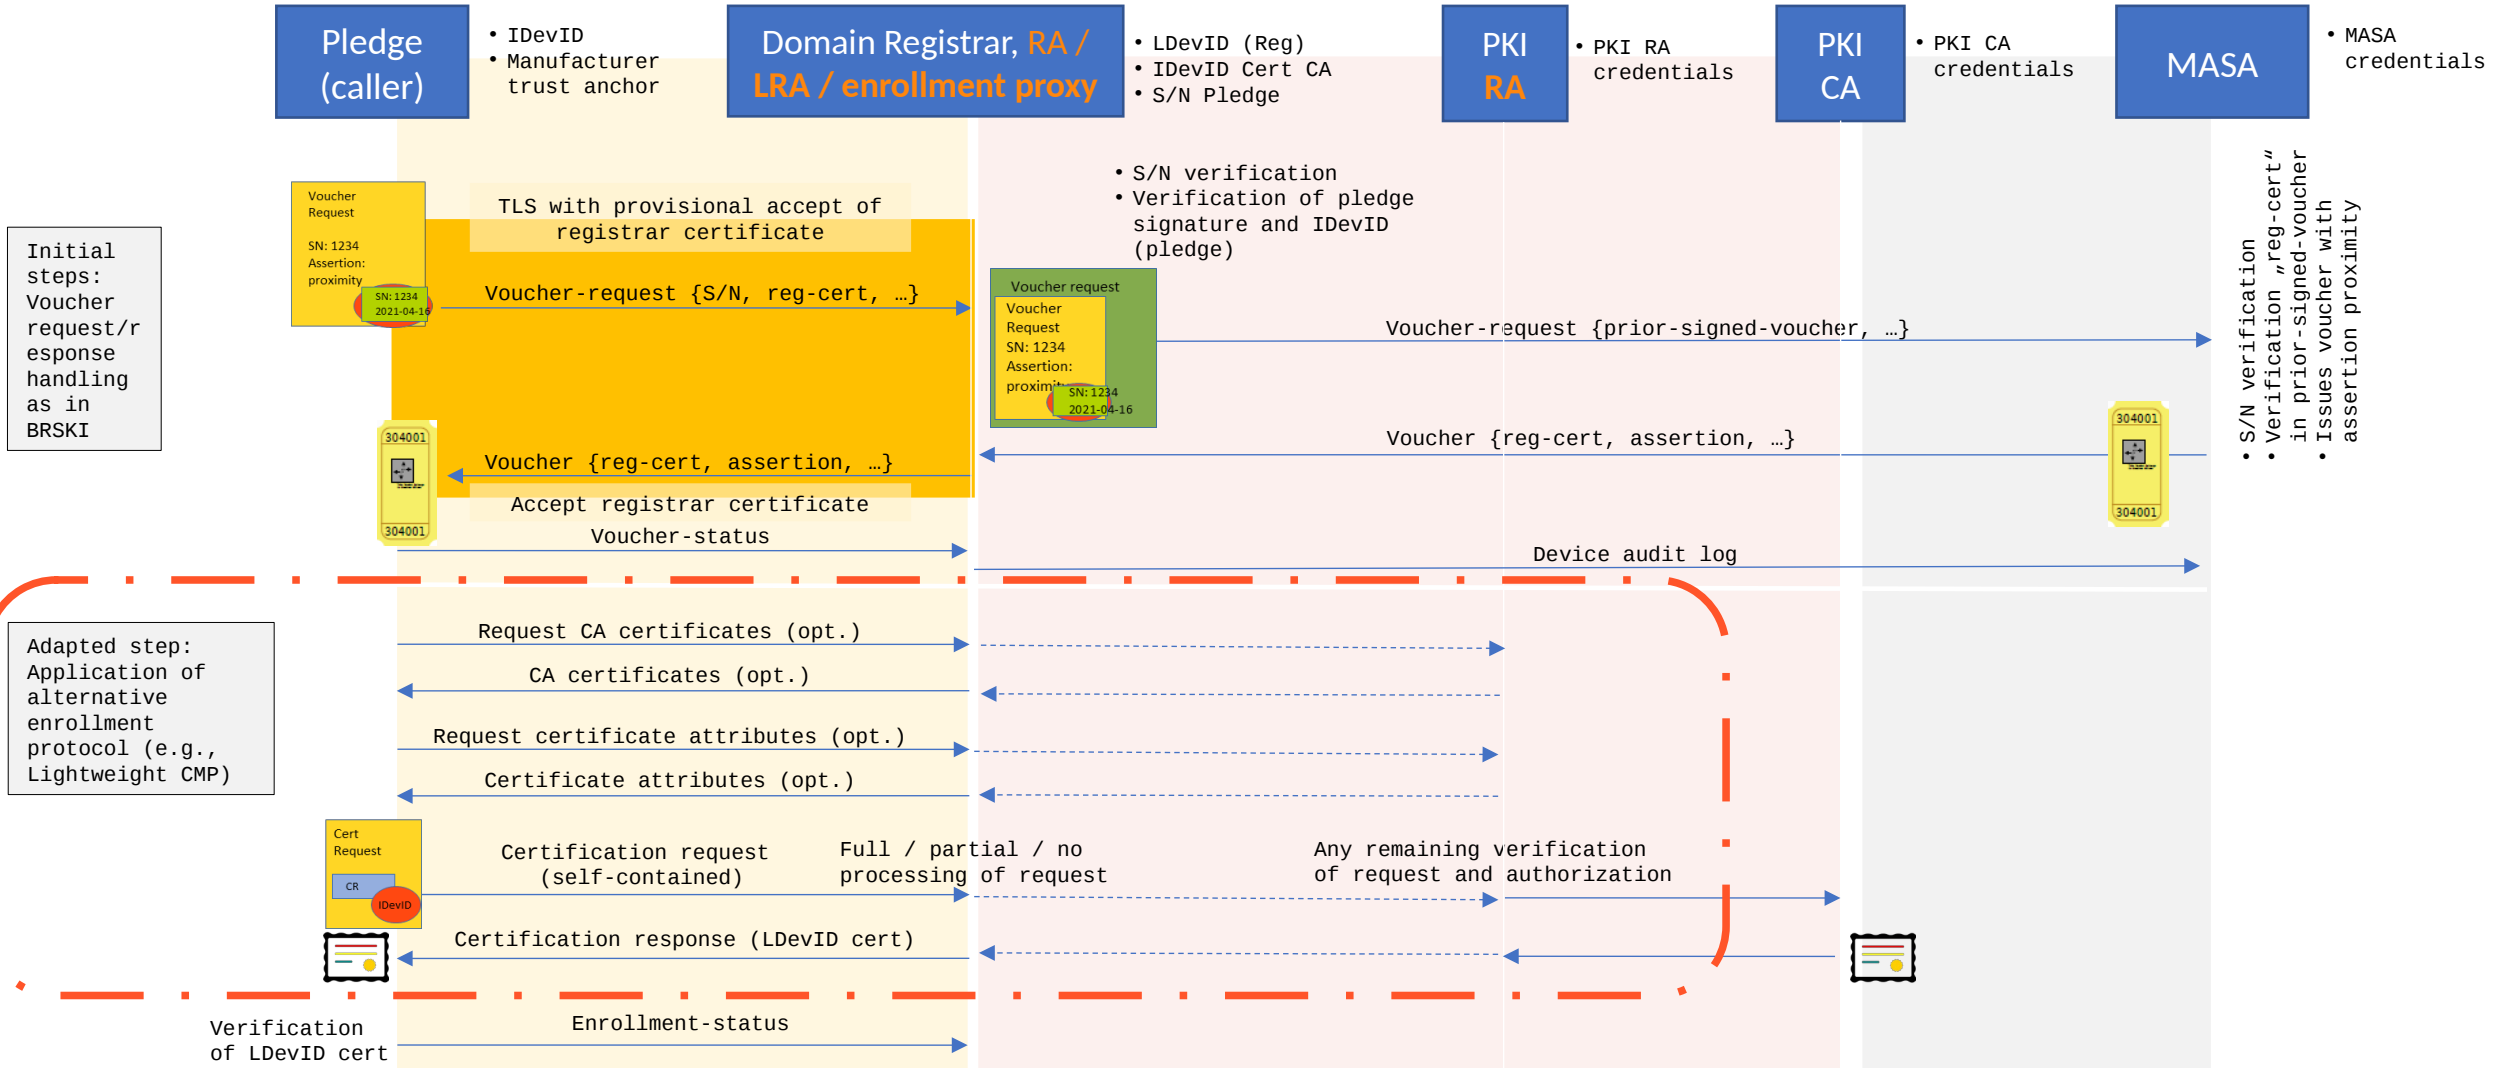 Pledge
(caller)
• IDevID
• Manufacturer
trust anchor
Domain Registrar, RA /
LRA / enrollment proxy
• LDevID (Reg)
• IDevID Cert CA
• S/N Pledge
PKI
RA
• PKI RA
credentials
PKI
CA
• PKI CA
credentials
MASA
• MASA
credentials
Initial
steps:
Voucher
request/r
esponse
handling
as in
BRSKI
Voucher
Request
SN: 1234
Assertion:
proximity
SN: 1234
2021-04-16
TLS with provisional accept of
registrar certificate
Voucher-request {S/N, reg-cert, …}
• S/N verification
• Verification of pledge
signature and IDevID
(pledge)
Voucher request
Voucher
Request
SN: 1234
Assertion:
proximity
SN: 1234
2021-04-16
Voucher-request {prior-signed-voucher, …}
• S/N verification
• Verification „reg-cert“
in prior-signed-voucher
• Issues voucher with
assertion proximity
304001
304001
Voucher {reg-cert, assertion, …}
304001
304001
Voucher {reg-cert, assertion, …}
Accept registrar certificate
Voucher-status
Device audit log
Adapted step:
Application of
alternative
enrollment
protocol (e.g.,
Lightweight CMP)
Request CA certificates (opt.)
CA certificates (opt.)
Request certificate attributes (opt.)
Certificate attributes (opt.)
Cert
Request
CR
IDevID
Certification request
(self-contained)
Full / partial / no
processing of request
Any remaining verification
of request and authorization
Certification response (LDevID cert)
Verification
of LDevID cert
Enrollment-status